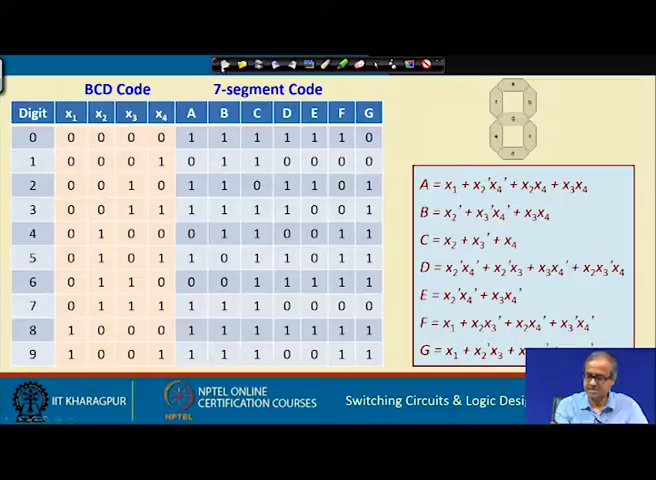 BCD Code 7-segment Code
Digit x1 x2 x3 x4 A B C D E F G
0 0 0 0 0 1 1 1 1 1 1 0
1 0 0 0 1 0 1 1 0 0 0 0
2 0 0 1 0 1 1 0 1 1 0 1
3 0 0 1 1 1 1 1 1 0 0 1
4 0 1 0 0 0 1 1 0 0 1 1
5 0 1 0 1 1 0 1 1 0 1 1
6 0 1 1 0 0 0 1 1 1 1 1
7 0 1 1 1 1 1 1 0 0 0 0
8 1 0 0 0 1 1 1 1 1 1 1
9 1 0 0 1 1 1 1 0 0 1 1
A = x1 + x2'x4' + x2x4 + x3x4
B = x2' + x3'x4' + x3x4
C = x2 + x3' + x4
D = x2'x4' + x2'x3 + x3x4' + x2x3'x4
E = x2'x4' + x3x4'
F = x1 + x2x3' + x2x4' + x3'x4'
G = x1 + x2'x3 +
IIT KHARAGPUR
NPTEL
NPTEL ONLINE
CERTIFICATION COURSES
Switching Circuits & Logic Desi